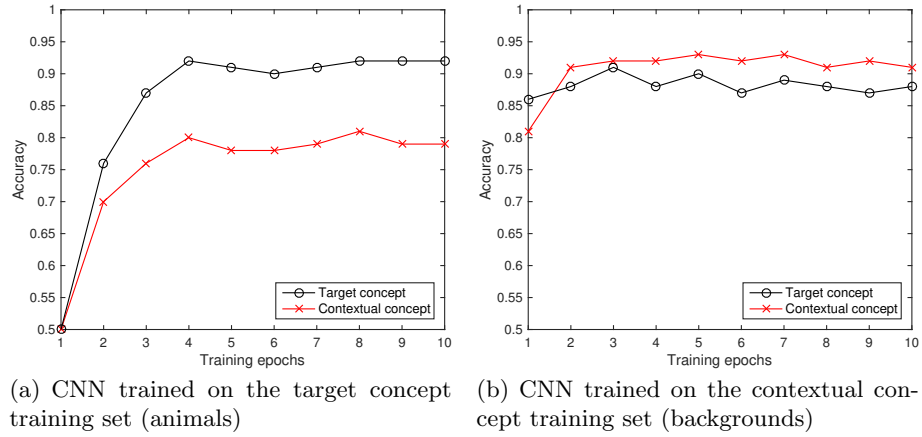 1
0.95
0.9
0.85
0.8
0.75
0.7
0.65
0.6
0.55
0.5
Accuracy
1 2 3 4 5 6 7 8 9 10
Training epochs
Target concept
Contextual concept
1
0.95
0.9
0.85
0.8
0.75
0.7
0.65
0.6
0.55
0.5
Accuracy
1 2 3 4 5 6 7 8 9 10
Training epochs
Target concept
Contextual concept
(a) CNN trained on the target concept
training set (animals)
(b) CNN trained on the contextual con-
cept training set (backgrounds)